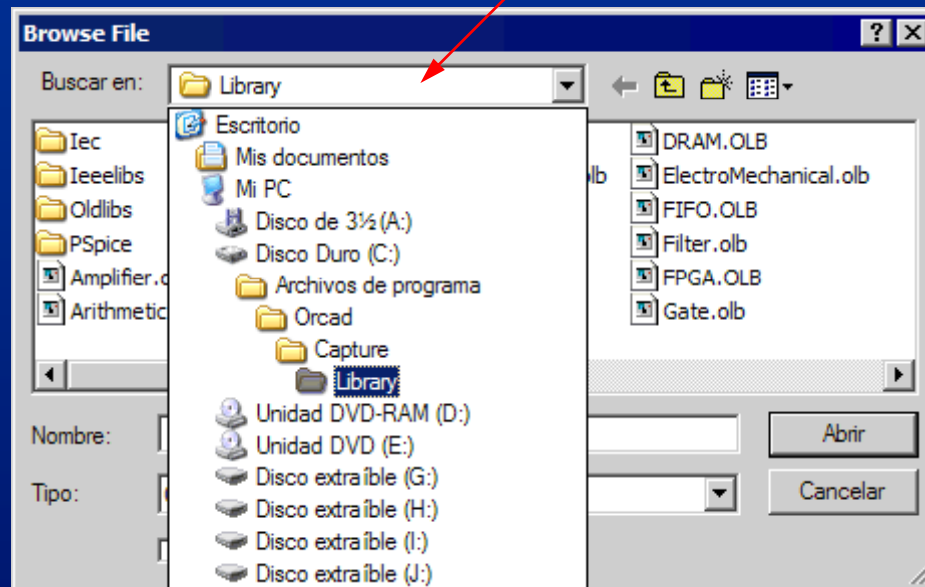 Browse File
Buscar en: Library
Escritorio
Mis documentos
Mi PC
Disco de 3½ (A:)
Disco Duro (C:)
Archivos de programa
Orcad
Capture
Library
Unidad DVD-RAM (D:)
Unidad DVD (E:)
Disco extraíble (G:)
Disco extraíble (H:)
Disco extraíble (I:)
Disco extraíble (J:)
Iec
Ieeelibs
Oldlibs
PSpice
Amplifier.
Arithmetic
lb
DRAM.OLB
ElectroMechanical.olb
FIFO.OLB
Filter.olb
FPGA.OLB
Gate.olb
Nombre:
Abrir
Tipo:
Cancelar